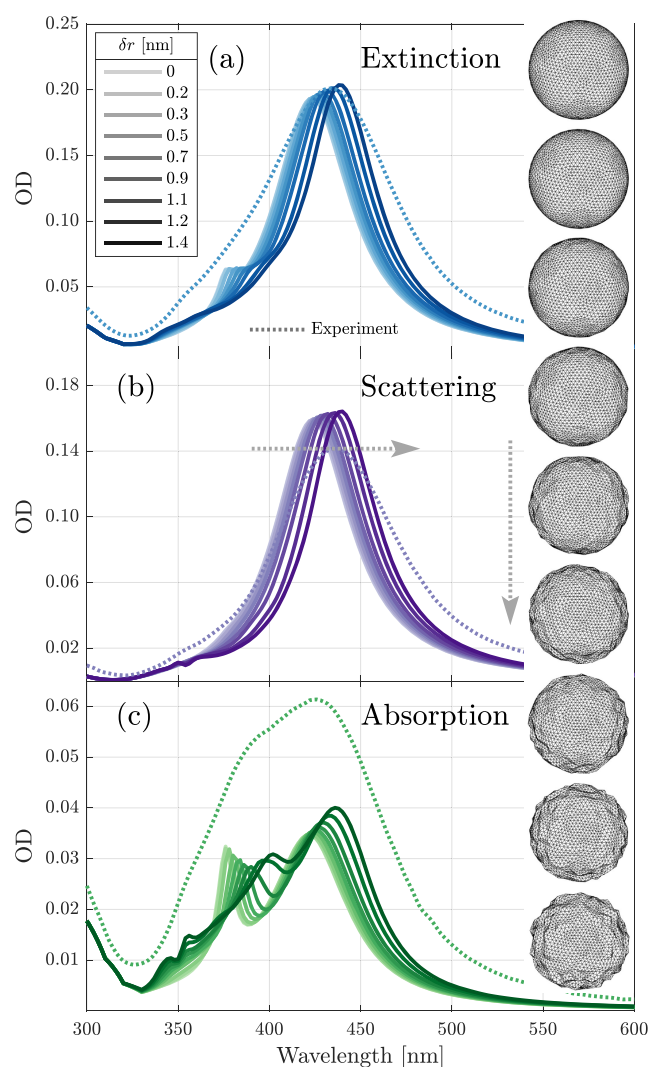 δr [nm]
0
0.2
0.3
0.5
0.7
0.9
1.1
1.2
1.4
(a)
Extinction
0.25
0.20
0.15
0.10
0.05
OD
Experiment
(b)
Scattering
0.18
0.14
0.10
0.06
0.02
OD
(c)
Absorption
0.06
0.05
0.04
0.03
0.02
0.01
OD
300 350 400 450 500 550 600
Wavelength [nm]